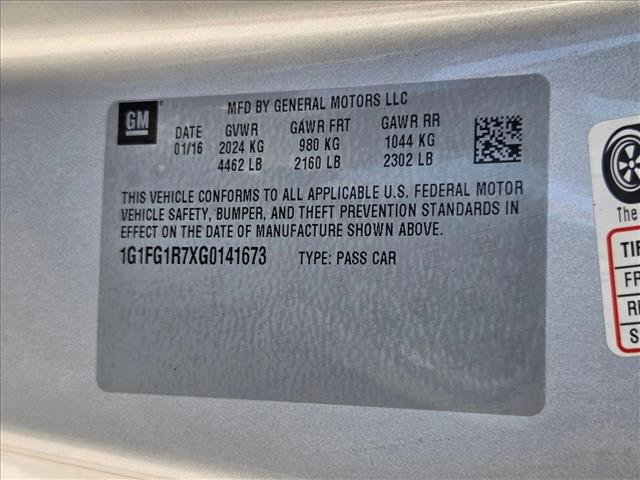 GM
MFD BY GENERAL MOTORS LLC
DATE GVWR GAWR FRT GAWR RR
01/16 2024 KG 980 KG 1044 KG
4462 LB 2160 LB 2302 LB
THIS VEHICLE CONFORMS TO ALL APPLICABLE U.S. FEDERAL MOTOR
VEHICLE SAFETY, BUMPER, AND THEFT PREVENTION STANDARDS IN
EFFECT ON THE DATE OF MANUFACTURE SHOWN ABOVE.
1G1FG1R7XG0141673 TYPE: PASS CAR
The